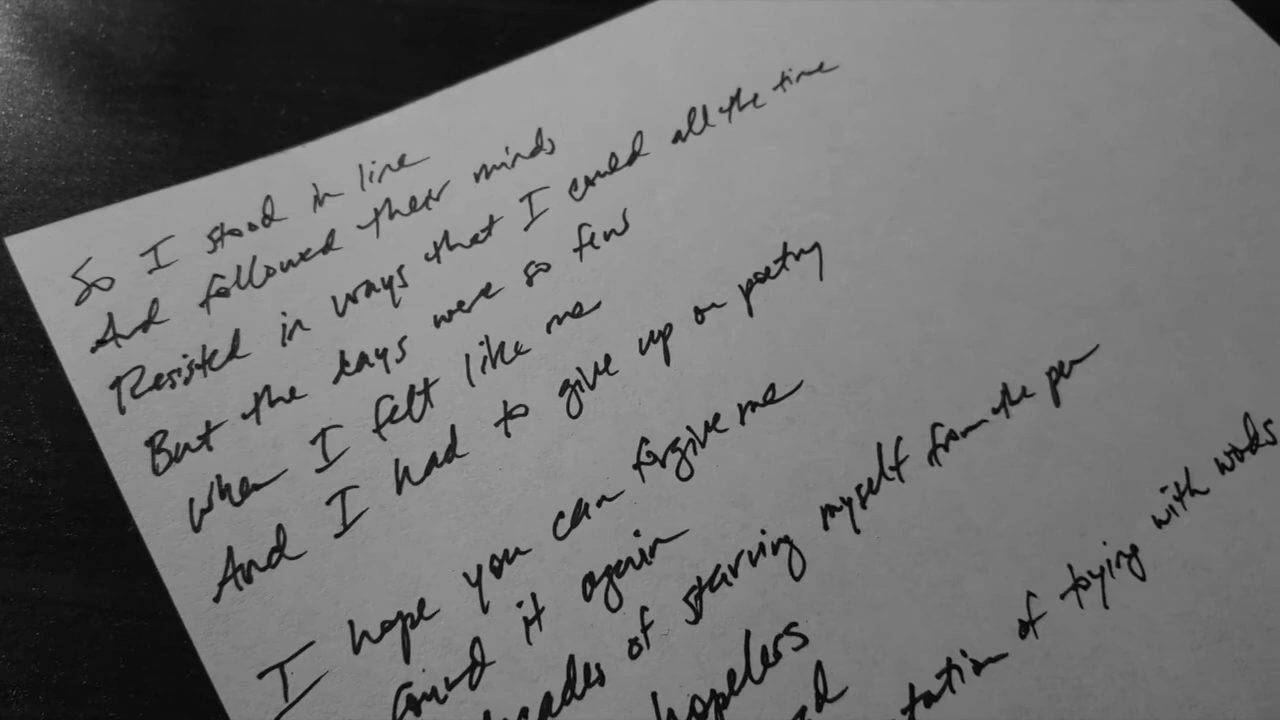 So I stood in line
And followed their minds
Resisted in ways that I could all the time
But the days were so few
When I felt like me
And I had to give up on poetry
I hope you can forgive me
found it again
of starving myself from the pen
of toying with words